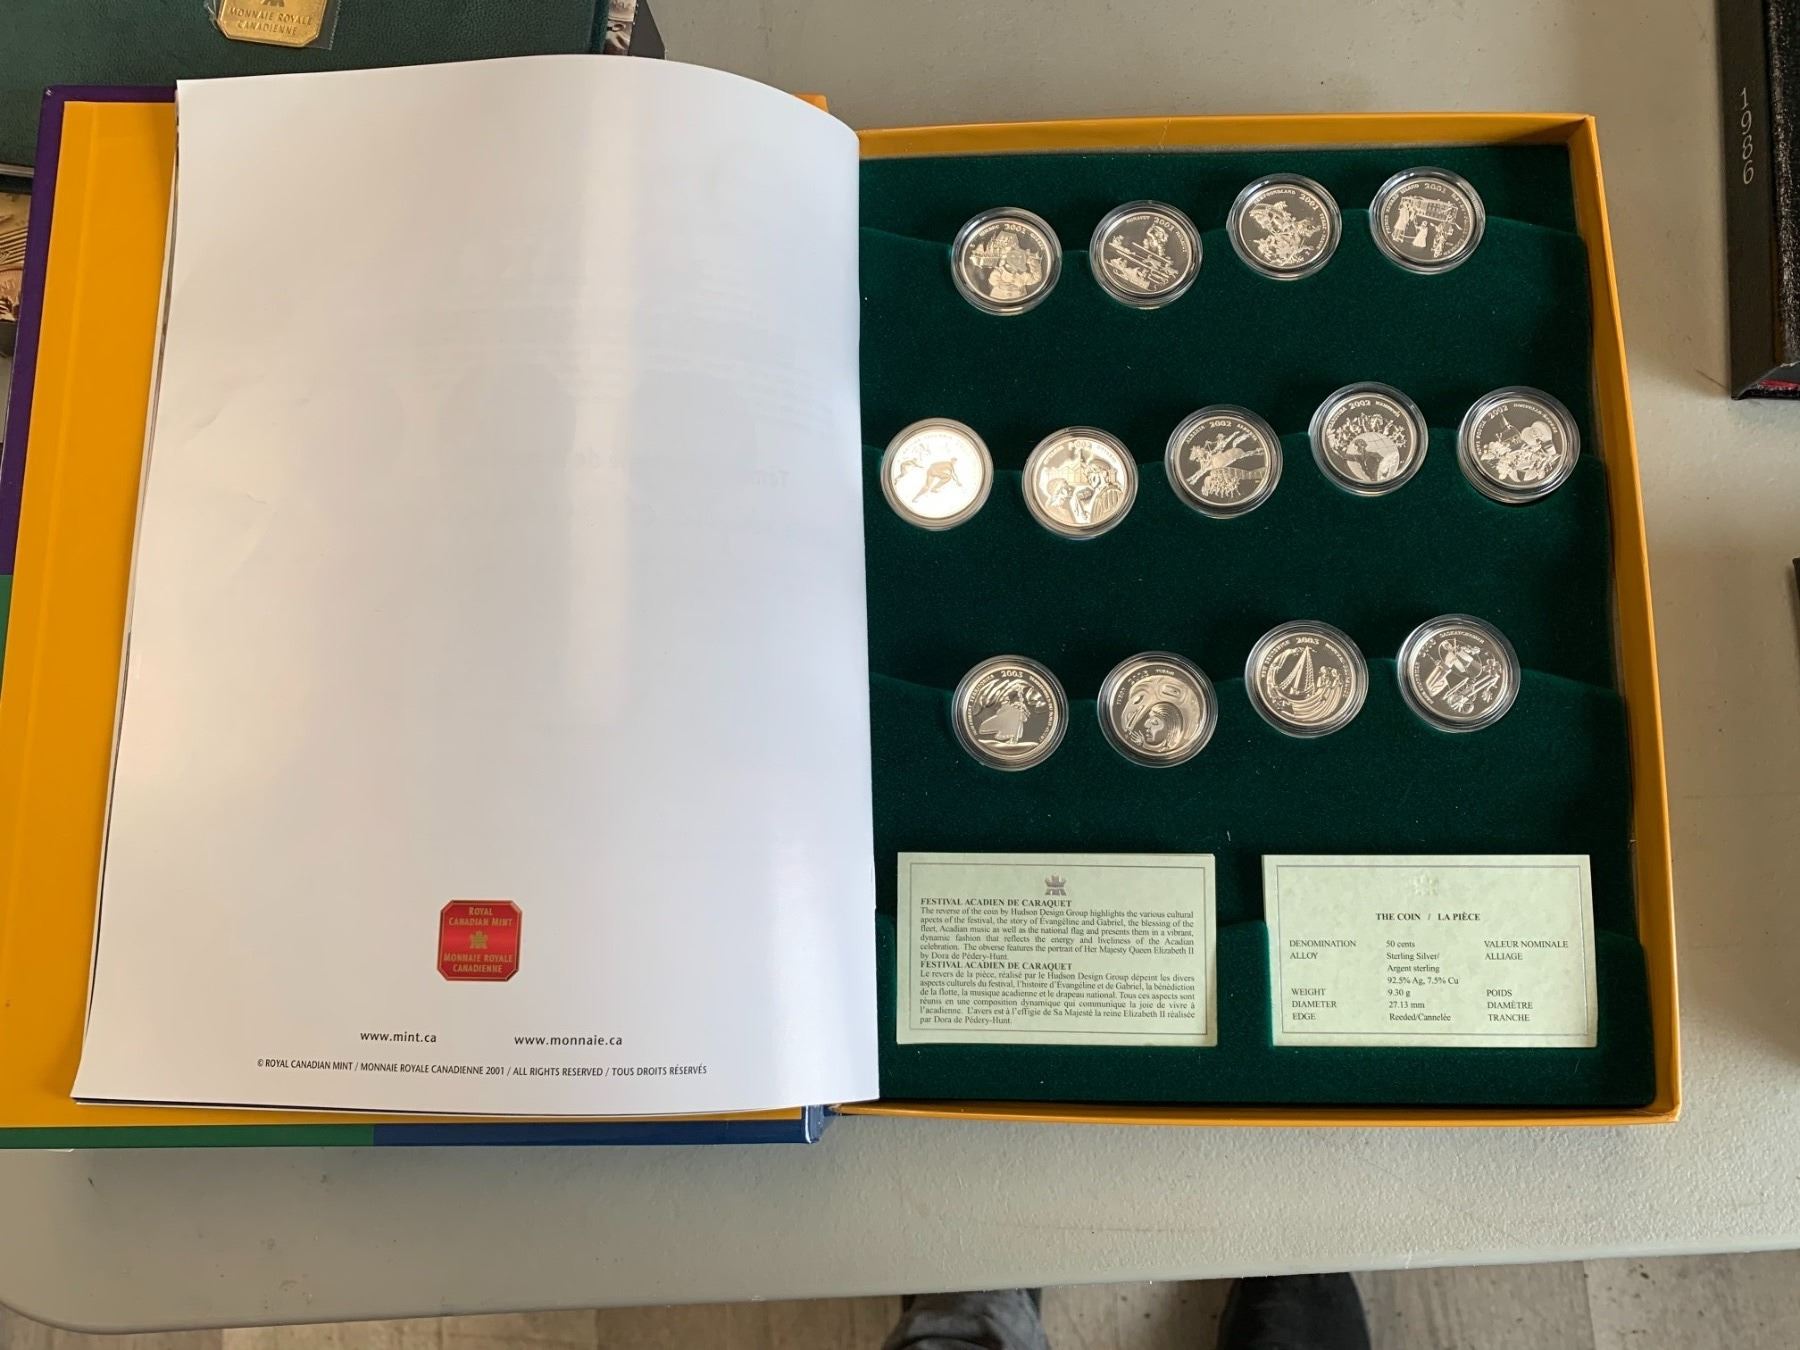 MONNAIE ROYALE
CANADIENNE
10880
2001
2001
2001
2002
2002
2002
2002
2003
2003
2003
ROYAL
CANADIAN MINT
MONNAIE ROYALE
CANADIENNE
www.mint.ca www.monnaie.ca
© ROYAL CANADIAN MINT / MONNAIE ROYALE CANADIENNE 2001 / ALL RIGHTS RESERVED / TOUS DROITS RÉSERVÉS
FESTIVAL ACADIEN DE CARAQUET
The reverse of the coin by Hudson Design Group highlights the various cultural
apects of the festival, the story of Évangéline and Gabriel, the blessing of the
fleet, Acadian music as well as the national flag and presents them in a vibrant,
dynamic fashion that reflects the energy and liveliness of the Acadian
celebration. The obverse features the portrait of Her Majesty Queen Elizabeth II
by Dora de Pédery-Hunt.
FESTIVAL ACADIEN DE CARAQUET
Le revers de la pièce, réalisé par le Hudson Design Group dépeint les divers
aspects culturels du festival, l'histoire d'Évangéline et de Gabriel, la bénédiction
de la flotte, la musique acadienne et le drapeau national. Tous ces aspects sont
réunis en une composition dynamique qui communique la joie de vivre à
l'acadienne. L'avers est à l'effigie de Sa Majesté la reine Elizabeth II réalisée
par Dora de Pédery-Hunt.
THE COIN / LA PIÈCE
DENOMINATION 50 cents VALEUR NOMINALE
ALLOY Sterling Silver/ ALLIAGE
Argent sterling
92.5% Ag, 7.5% Cu
WEIGHT 9.30 g POIDS
DIAMETER 27.13 mm DIAMÈTRE
EDGE Reeded/Cannelée TRANCHE